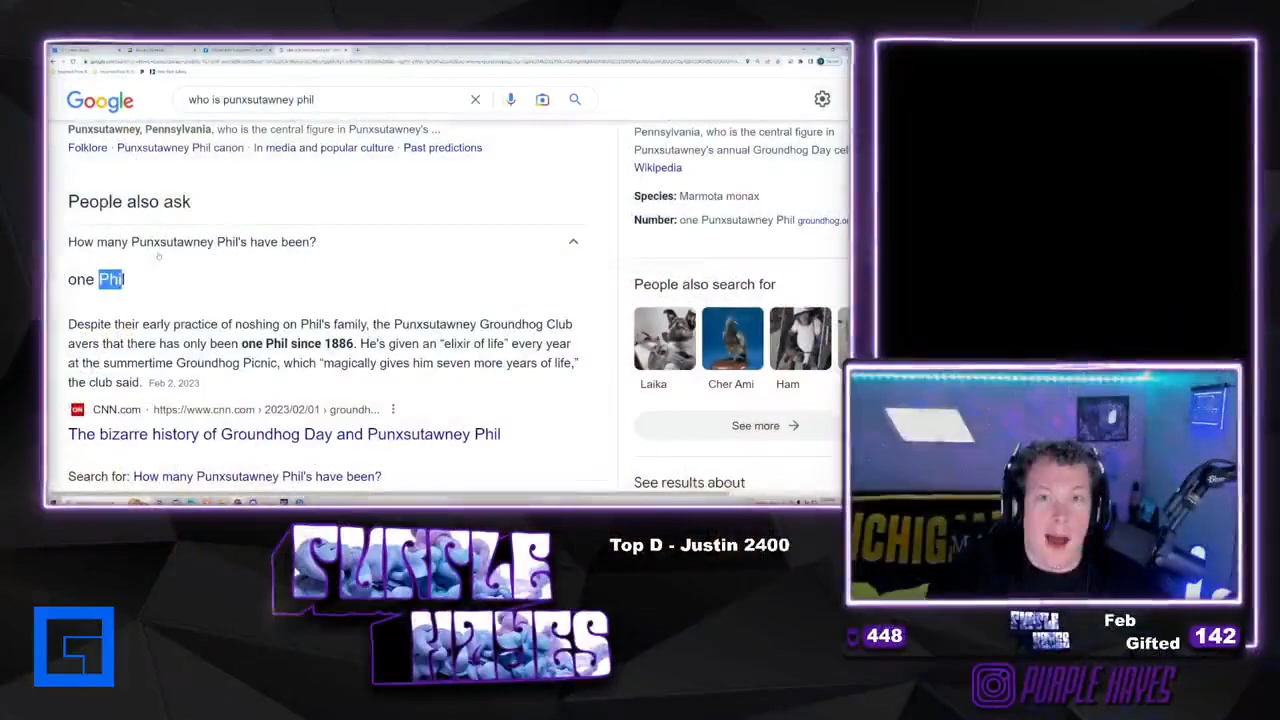 Google
who is punxsutawney phil
Punxsutawney, Pennsylvania, who is the central figure in Punxsutawney's ...
Folklore · Punxsutawney Phil canon · In media and popular culture · Past predictions
People also ask
How many Punxsutawney Phil's have been?
one Phil
Despite their early practice of noshing on Phil's family, the Punxsutawney Groundhog Club
avers that there has only been one Phil since 1886. He's given an “elixir of life” every year
at the summertime Groundhog Picnic, which “magically gives him seven more years of life,”
the club said. Feb 2, 2023
CNN.com · https://www.cnn.com › 2023/02/01 › groundh...
The bizarre history of Groundhog Day and Punxsutawney Phil
Search for: How many Punxsutawney Phil's have been?
Pennsylvania, who is the central figure in
Punxsutawney's annual Groundhog Day cel
Wikipedia
Species: Marmota monax
Number: one Punxsutawney Phil groundhog.o
People also search for
Laika
Cher Ami
Ham
See more
See results about
PURPLE
HAYES
Top D - Justin 2400
ICHIGA
448
PURPLE
HAYES
Feb
Gifted
142
PURPLE HAYES